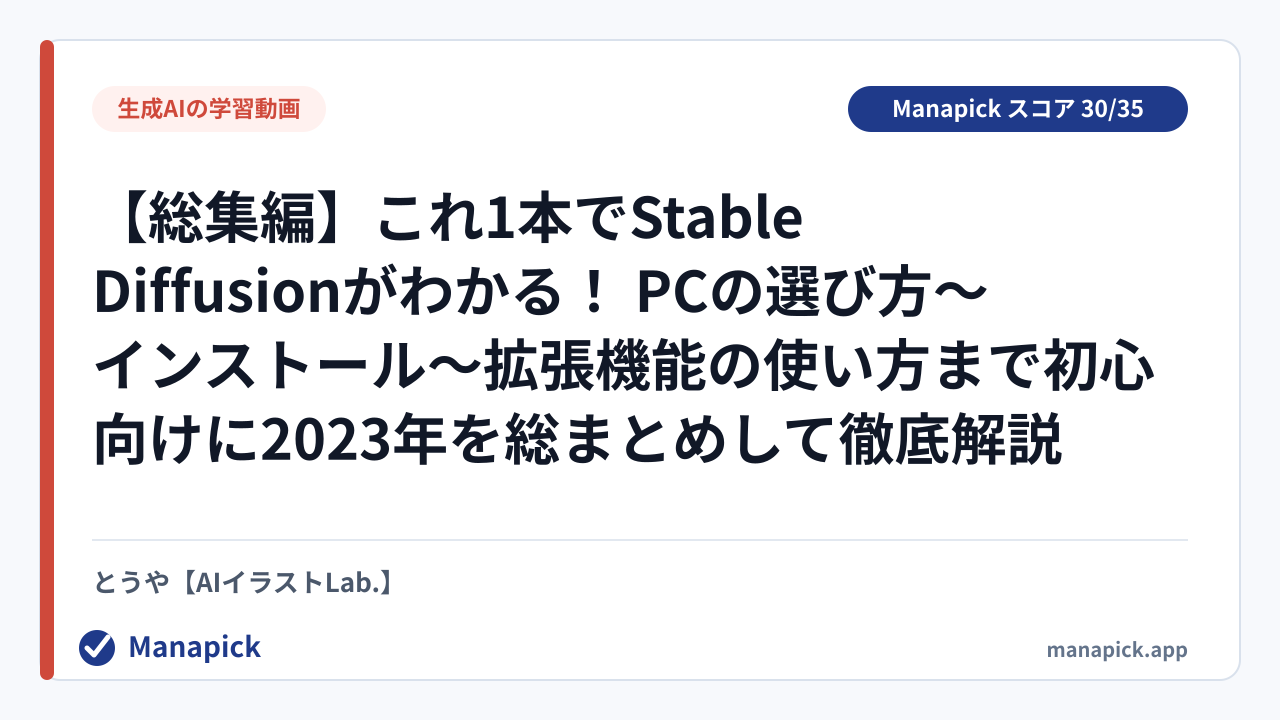 生成AIの学習動画
Manapick スコア 30/35
【総集編】これ1本でStable
Diffusionがわかる！ PCの選び方〜
インストール〜拡張機能の使い方まで初心
向けに2023年を総まとめして徹底解説
とうや【AIイラストLab.】
Manapick
manapick.app